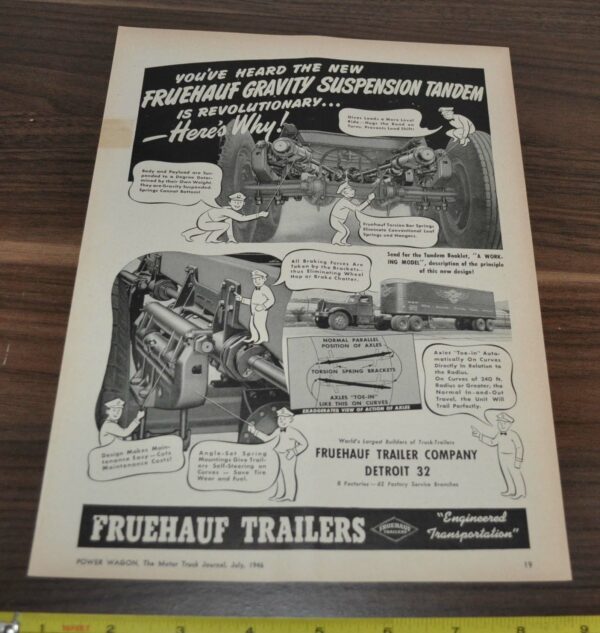 YOU'VE HEARD THE NEW
FRUEHAUF GRAVITY SUSPENSION TANDEM
IS REVOLUTIONARY...
—Here's Why!
Gives Loads a More Level
Ride—Hugs the Road on
Turns. Prevents Load Shift!
Body and Payload are Sus-
pended to a Degree Deter-
mined by their Own Weight.
They are Gravity-Suspended.
Springs Cannot Bottom!
Fruehauf Torsion Bar Springs
Eliminate Conventional Leaf
Springs and Hangers.
Send for the Tandem Booklet, "A WORK-
ING MODEL", description of the principle
of this new design!
All Braking Forces Are
Taken by the Brackets—
thus Eliminating Wheel
Hop or Brake Chatter.
NORMAL PARALLEL
POSITION OF AXLES
TORSION SPRING BRACKETS
AXLES "TOE-IN"
LIKE THIS ON CURVES
EXAGGERATED VIEW OF ACTION OF AXLES
Axles "Toe-In" Auto-
matically On Curves
Directly In Relation to
the Radius.
On Curves of 240 ft.
Radius or Greater, the
Normal In-and-Out
Travel, the Unit Will
Trail Perfectly.
Design Makes Main-
tenance Easy—Cuts
Maintenance Costs!
Angle-Set Spring
Mountings Give Trail-
ers Self-Steering on
Curves — Save Tire
Wear and Fuel.
World's Largest Builders of Truck-Trailers
FRUEHAUF TRAILER COMPANY
DETROIT 32
8 Factories—62 Factory Service Branches
FRUEHAUF TRAILERS
FRUEHAUF
TRAILERS
"Engineered
Transportation"
POWER WAGON, The Motor Truck Journal, July, 1946
19
1 2 3 4 5 6 7 8 9